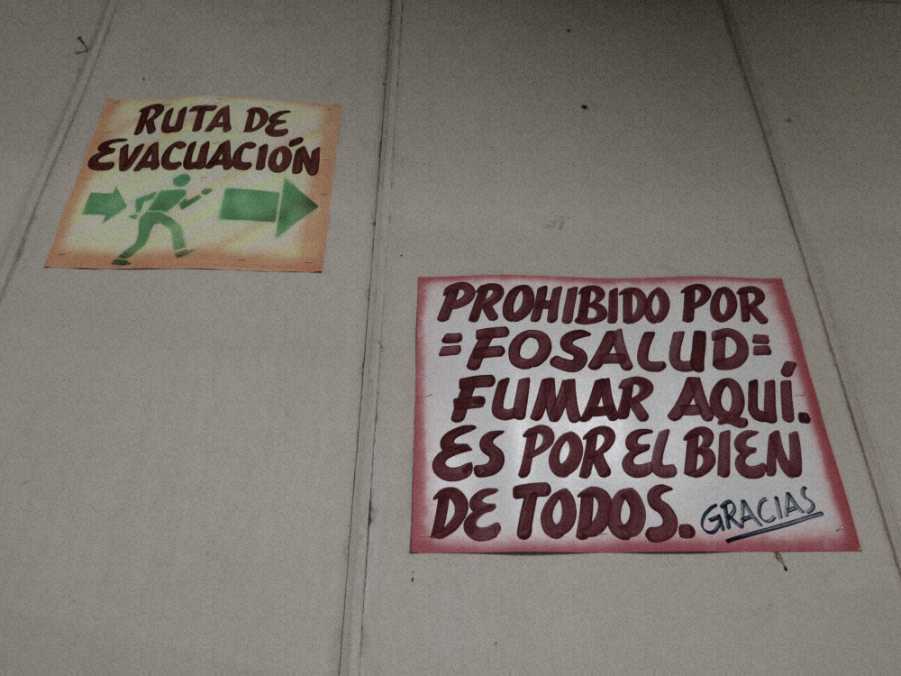 RUTA DE
EVACUACIÓN
PROHIBIDO POR
=FOSALUD=
FUMAR AQUÍ.
ES POR EL BIEN
DE TODOS. GRACIAS